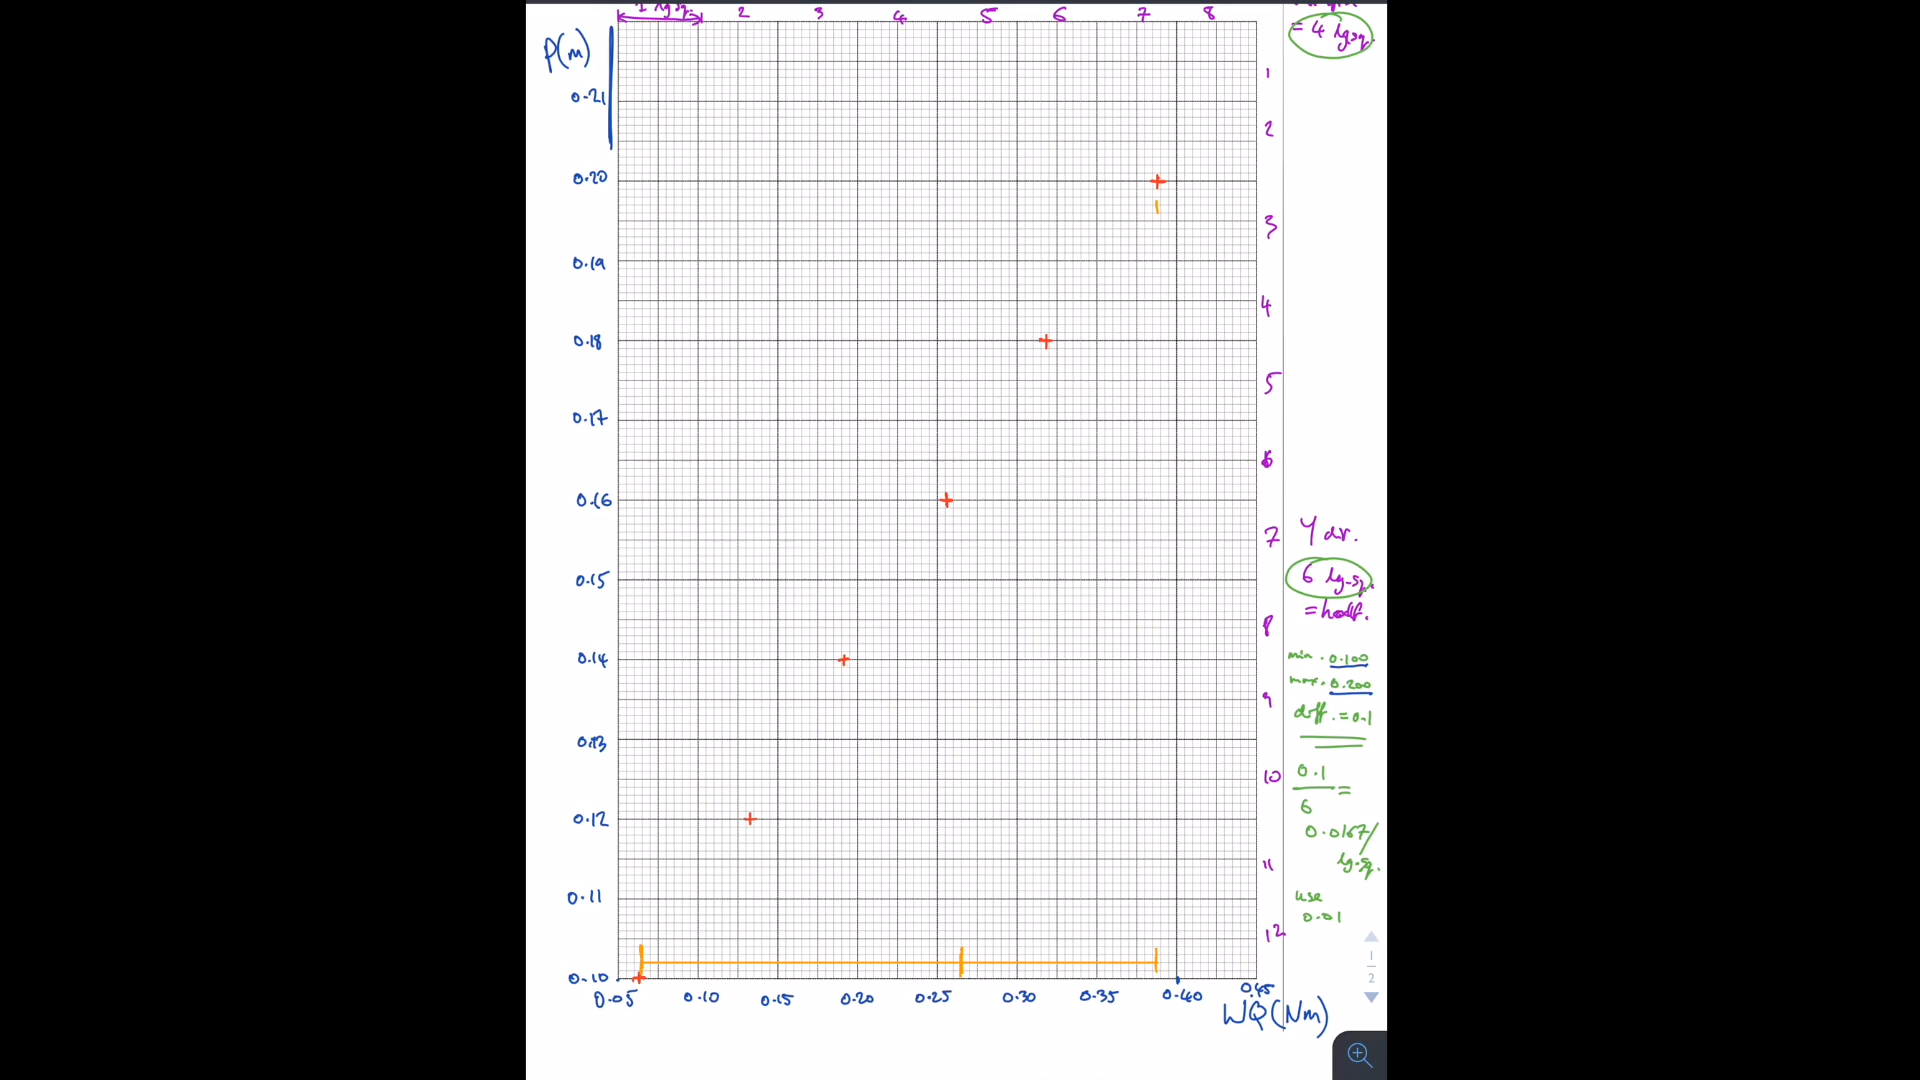 1 lg sq. 2 3 4 5 6 7 8
= 4 lg sq.
P(m)
0.21
0.20
0.19
0.18
0.17
0.16
0.15
0.14
0.13
0.12
0.11
0.10
0.05 0.10 0.15 0.20 0.25 0.30 0.35 0.40 0.45
WQ(Nm)
1
2
3
4
5
6
7
8
9
10
11
12
Y dir.
6 lg.sq.
= half.
min. 0.100
max. 0.200
diff. = 0.1
0.1
6
=
0.0167/
lg.sq.
use
0.01
1
2